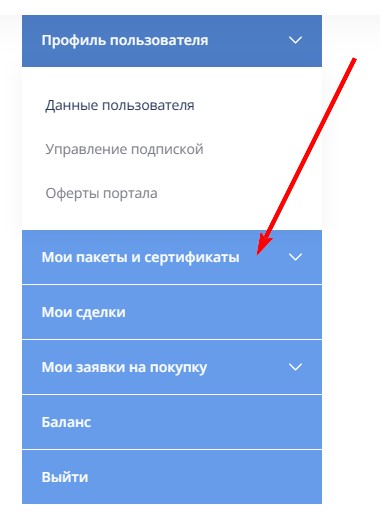 Профиль пользователя
Данные пользователя
Управление подпиской
Оферты портала
Мои пакеты и сертификаты
Мои сделки
Мои заявки на покупку
Баланс
Выйти